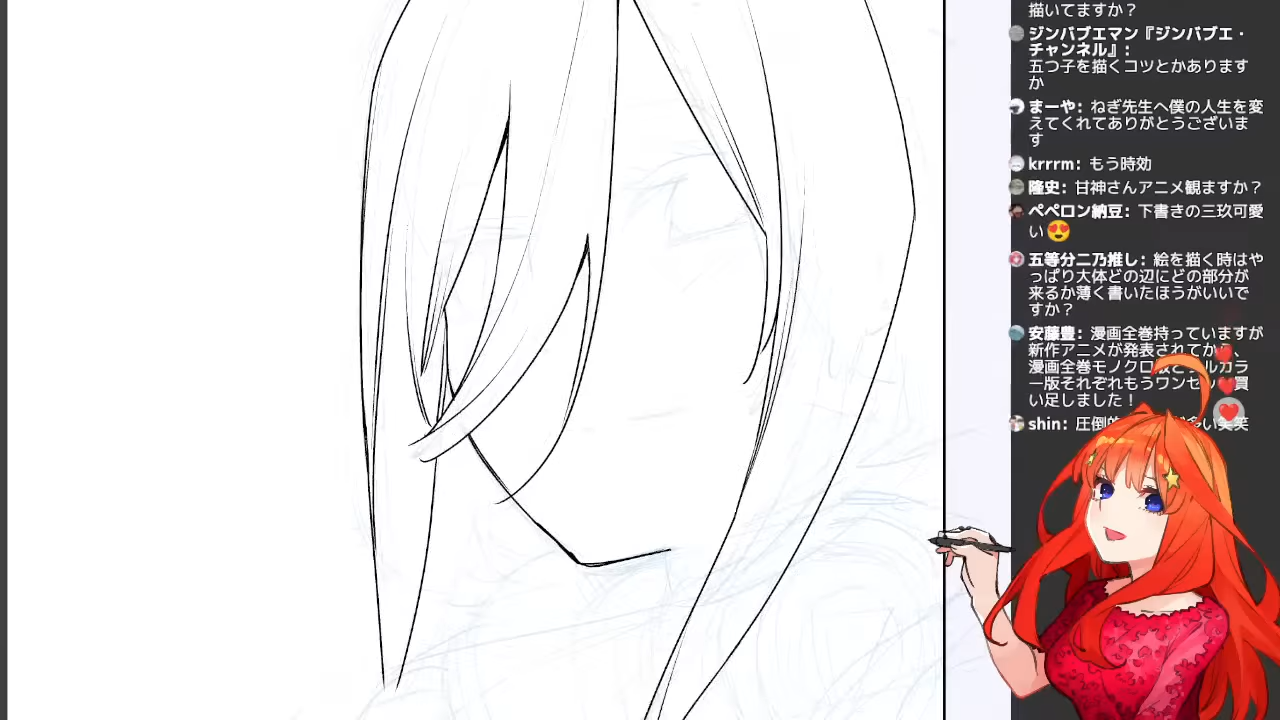 描いてますか？
ジンバブエマン『ジンバブエ・
チャンネル』:
五つ子を描くコツとかあります
か
まーや: ねぎ先生へ僕の人生を変
えてくれてありがとうございま
す
krrrm: もう時効
隆史: 甘神さんアニメ観ますか？
ペペロン納豆: 下書きの三玖可愛
い😍
五等分二乃推し: 絵を描く時はや
っぱり大体どの辺にどの部分が
来るか薄く書いたほうがいいで
すか？
安藤豊: 漫画全巻持っていますが
新作アニメが発表されてから、
漫画全巻モノクロ
ルカラ
ー版それぞれもうワンセ
買
い足しました！
shin: 圧倒的
多い笑笑